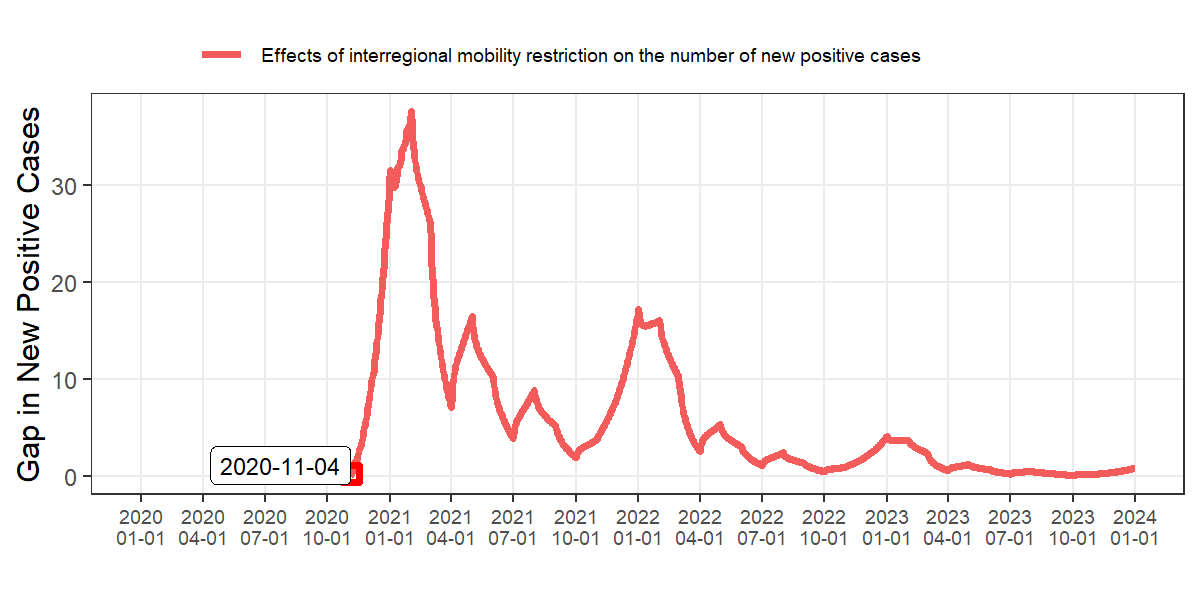 Effects of interregional mobility restriction on the number of new positive cases
Gap in New Positive Cases
30
20
10
0
2020-11-04
2020 2020 2020 2020 2021 2021 2021 2021 2022 2022 2022 2022 2023 2023 2023 2023 2024
01-01 04-01 07-01 10-01 01-01 04-01 07-01 10-01 01-01 04-01 07-01 10-01 01-01 04-01 07-01 10-01 01-01